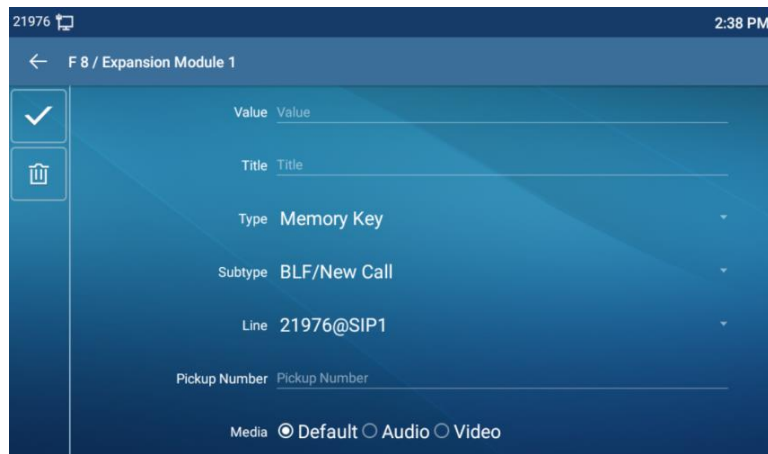 21976 2:38 PM
F 8 / Expansion Module 1
Value Value
Title Title
Type Memory Key
Subtype BLF/New Call
Line 21976@SIP1
Pickup Number Pickup Number
Media Default Audio Video